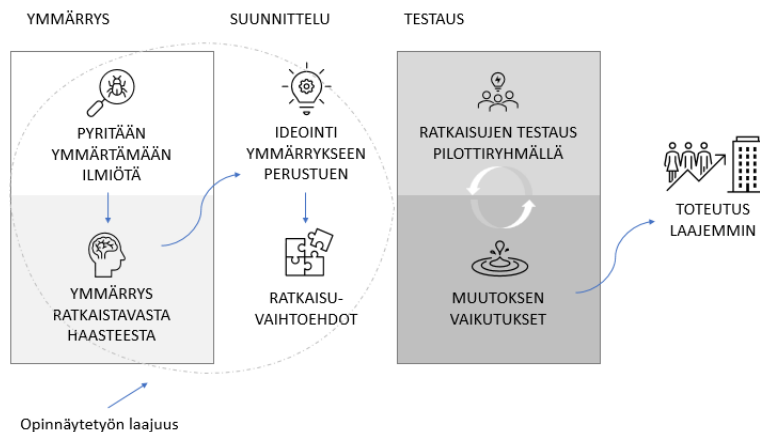 YMMÄRRYS
SUUNNITTELU
TESTAUS
PYRITÄÄN
YMMÄRTÄMÄÄN
ILMIÖTÄ
YMMÄRRYS
RATKAISTAVASTA
HAASTEESTA
IDEOINTI
YMMÄRRYKSEEN
PERUSTUEN
RATKAISU-
VAIHTOEHDOT
RATKAISUJEN TESTAUS
PILOTTIRYHMÄLLÄ
MUUTOKSEN
VAIKUTUKSET
TOTEUTUS
LAAJEMMIN
Opinnäytetyön laajuus